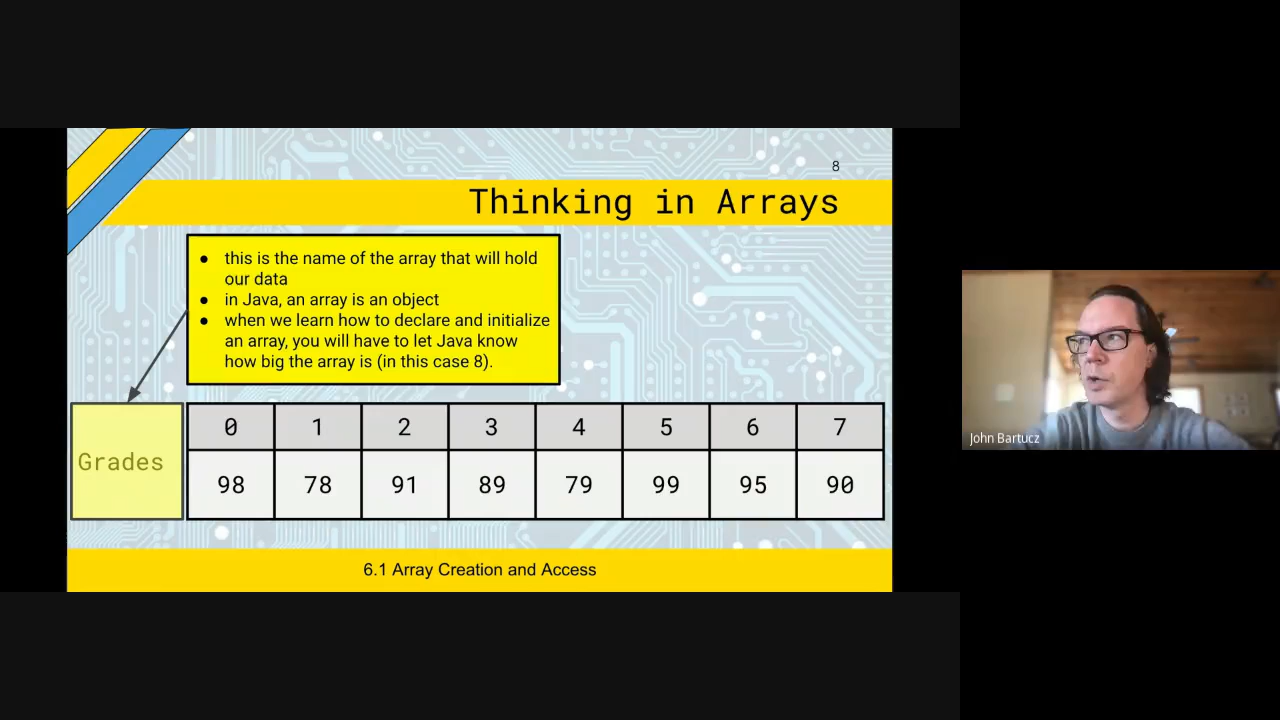 8
Thinking in Arrays
● this is the name of the array that will hold
our data
● in Java, an array is an object
● when we learn how to declare and initialize
an array, you will have to let Java know
how big the array is (in this case 8).
Grades
0 1 2 3 4 5 6 7
98 78 91 89 79 99 95 90
6.1 Array Creation and Access
John Bartucz